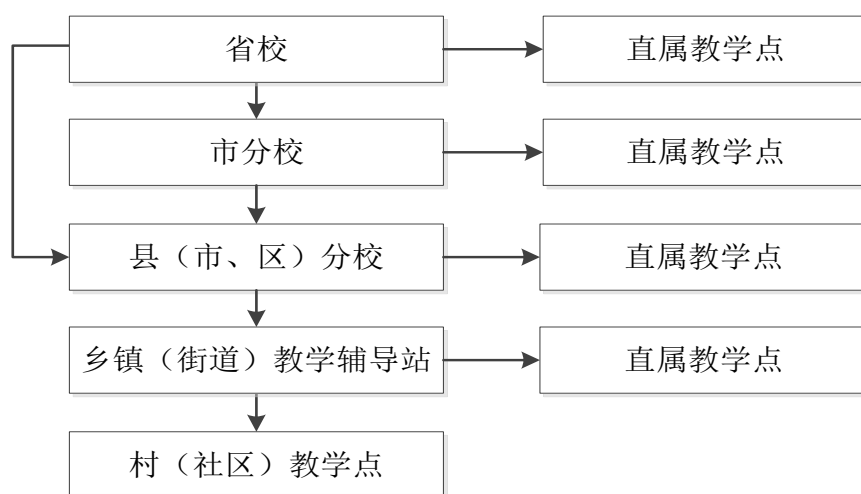 省校
直属教学点
市分校
直属教学点
县（市、区）分校
直属教学点
乡镇（街道）教学辅导站
直属教学点
村（社区）教学点